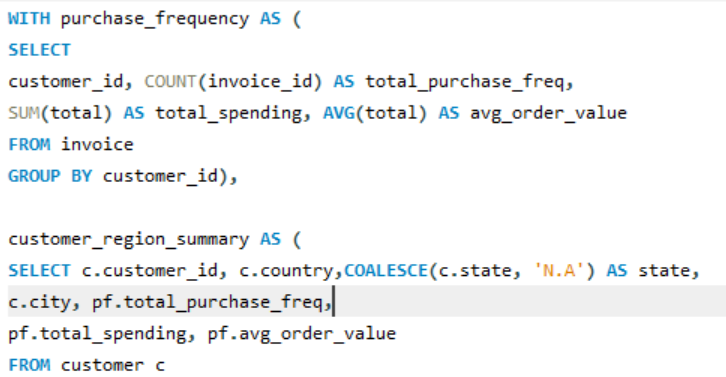 WITH purchase_frequency AS (
SELECT
customer_id, COUNT(invoice_id) AS total_purchase_freq,
SUM(total) AS total_spending, AVG(total) AS avg_order_value
FROM invoice
GROUP BY customer_id),

customer_region_summary AS (
SELECT c.customer_id, c.country,COALESCE(c.state, 'N.A') AS state,
c.city, pf.total_purchase_freq,
pf.total_spending, pf.avg_order_value
FROM customer c